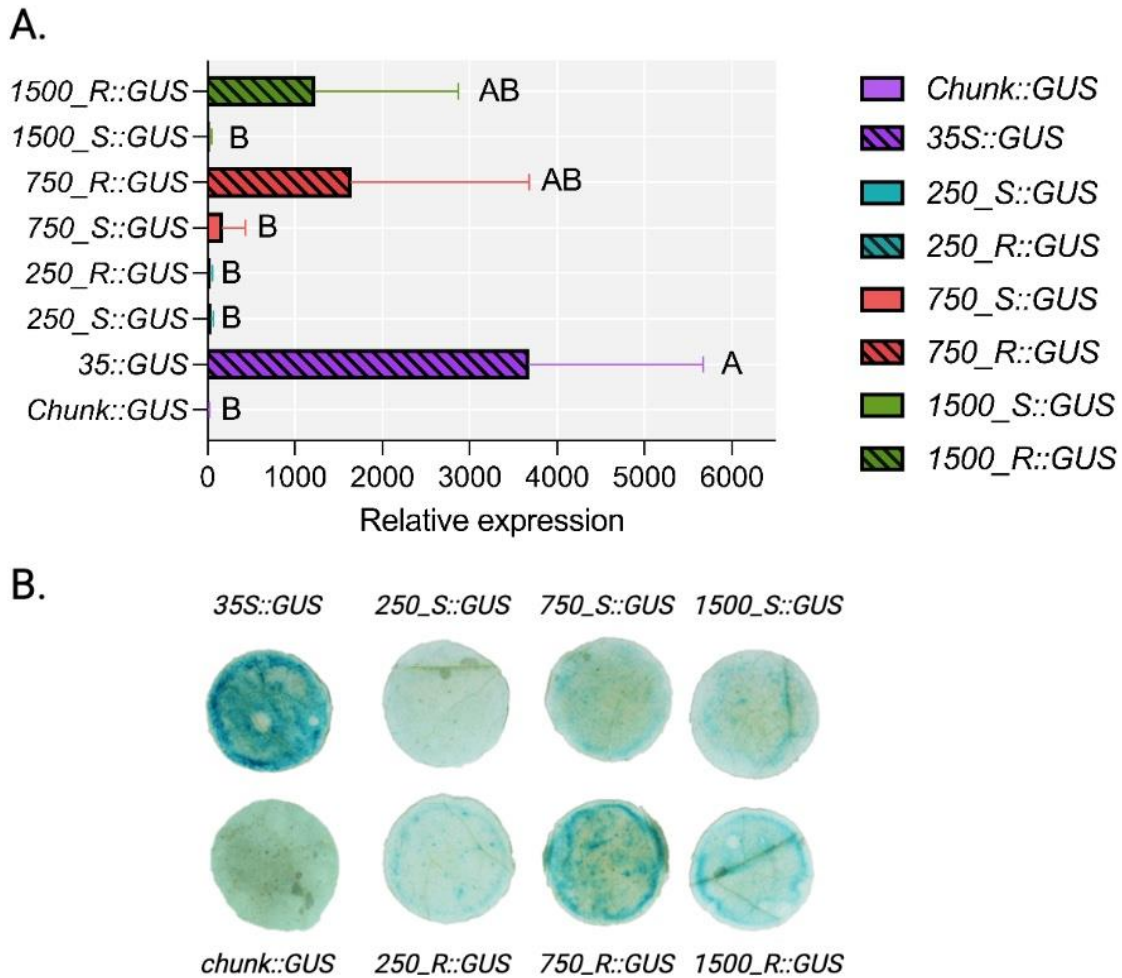 A.
1500_R::GUS
AB
1500_S::GUS
B
750_R::GUS
AB
750_S::GUS
B
250_R::GUS
B
250_S::GUS
B
35::GUS
A
Chunk::GUS
B
0 1000 2000 3000 4000 5000 6000
Relative expression
Chunk::GUS
35S::GUS
250_S::GUS
250_R::GUS
750_S::GUS
750_R::GUS
1500_S::GUS
1500_R::GUS
B.
35S::GUS 250_S::GUS 750_S::GUS 1500_S::GUS
chunk::GUS 250_R::GUS 750_R::GUS 1500_R::GUS